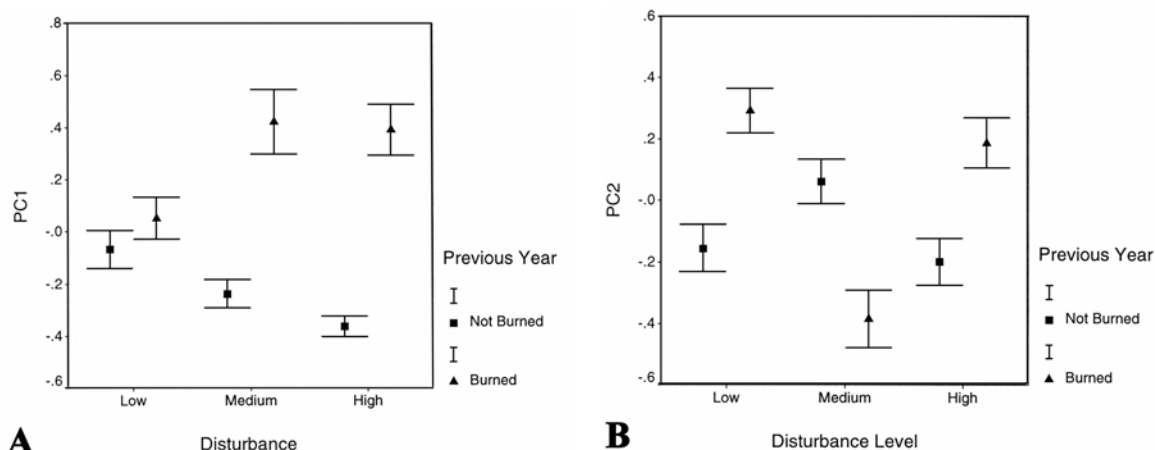 .8
.6
.4
.2
-.0
-.2
-.4
-.6
PC1
Low Medium High
Disturbance
A
Previous Year
Not Burned
Burned
.6
.4
.2
-.0
-.2
-.4
-.6
PC2
Low Medium High
Disturbance Level
B
Previous Year
Not Burned
Burned